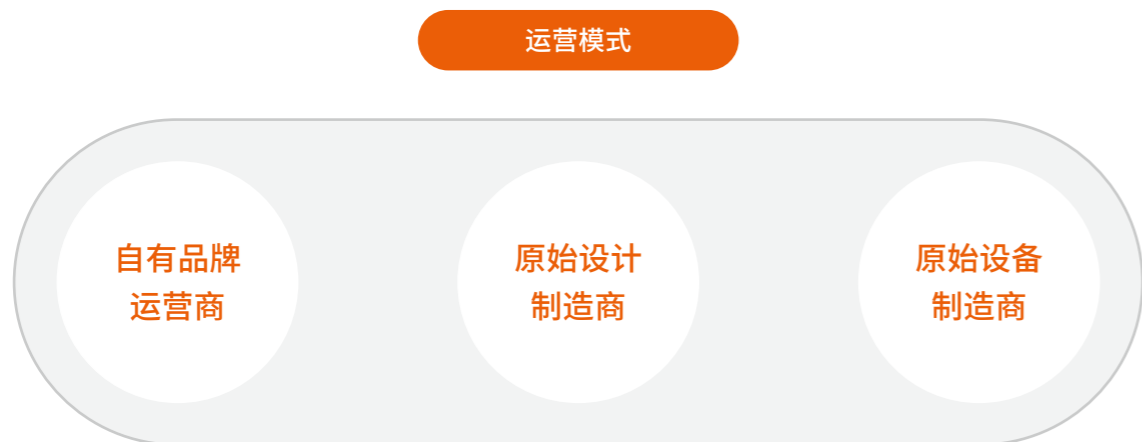 运营模式
自有品牌
运营商
原始设计
制造商
原始设备
制造商